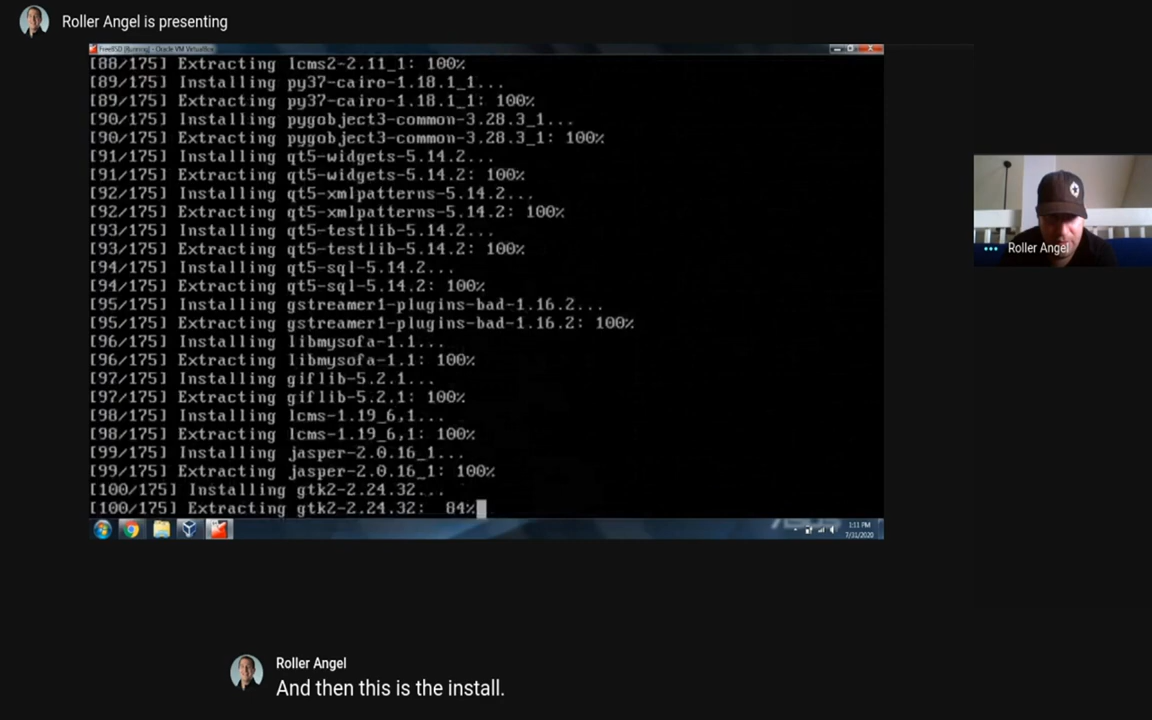 Roller Angel is presenting
FreeBSD [Running] - Oracle VM VirtualBox
[88/175] Extracting lcms2-2.11_1: 100%
[89/175] Installing py37-cairo-1.18.1_1...
[89/175] Extracting py37-cairo-1.18.1_1: 100%
[90/175] Installing pygobject3-common-3.28.3_1...
[90/175] Extracting pygobject3-common-3.28.3_1: 100%
[91/175] Installing qt5-widgets-5.14.2...
[91/175] Extracting qt5-widgets-5.14.2: 100%
[92/175] Installing qt5-xmlpatterns-5.14.2...
[92/175] Extracting qt5-xmlpatterns-5.14.2: 100%
[93/175] Installing qt5-testlib-5.14.2...
[93/175] Extracting qt5-testlib-5.14.2: 100%
[94/175] Installing qt5-sql-5.14.2...
[94/175] Extracting qt5-sql-5.14.2: 100%
[95/175] Installing gstreamer1-plugins-bad-1.16.2...
[95/175] Extracting gstreamer1-plugins-bad-1.16.2: 100%
[96/175] Installing libmysofa-1.1...
[96/175] Extracting libmysofa-1.1: 100%
[97/175] Installing giflib-5.2.1...
[97/175] Extracting giflib-5.2.1: 100%
[98/175] Installing lcms-1.19_6,1...
[98/175] Extracting lcms-1.19_6,1: 100%
[99/175] Installing jasper-2.0.16_1...
[99/175] Extracting jasper-2.0.16_1: 100%
[100/175] Installing gtk2-2.24.32...
[100/175] Extracting gtk2-2.24.32:  84%
1:11 PM
7/31/2020
Roller Angel
Roller Angel
And then this is the install.